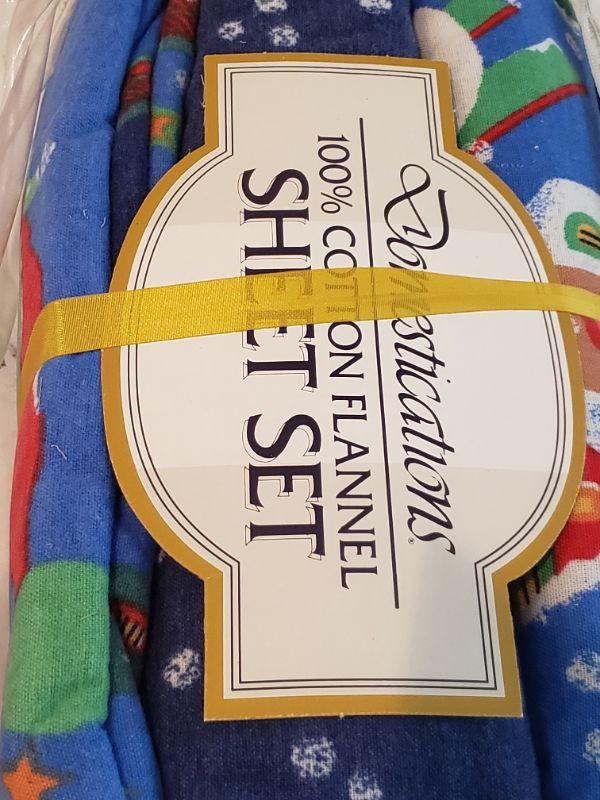 Domestications®
100% COTTON FLANNEL
SHEET SET